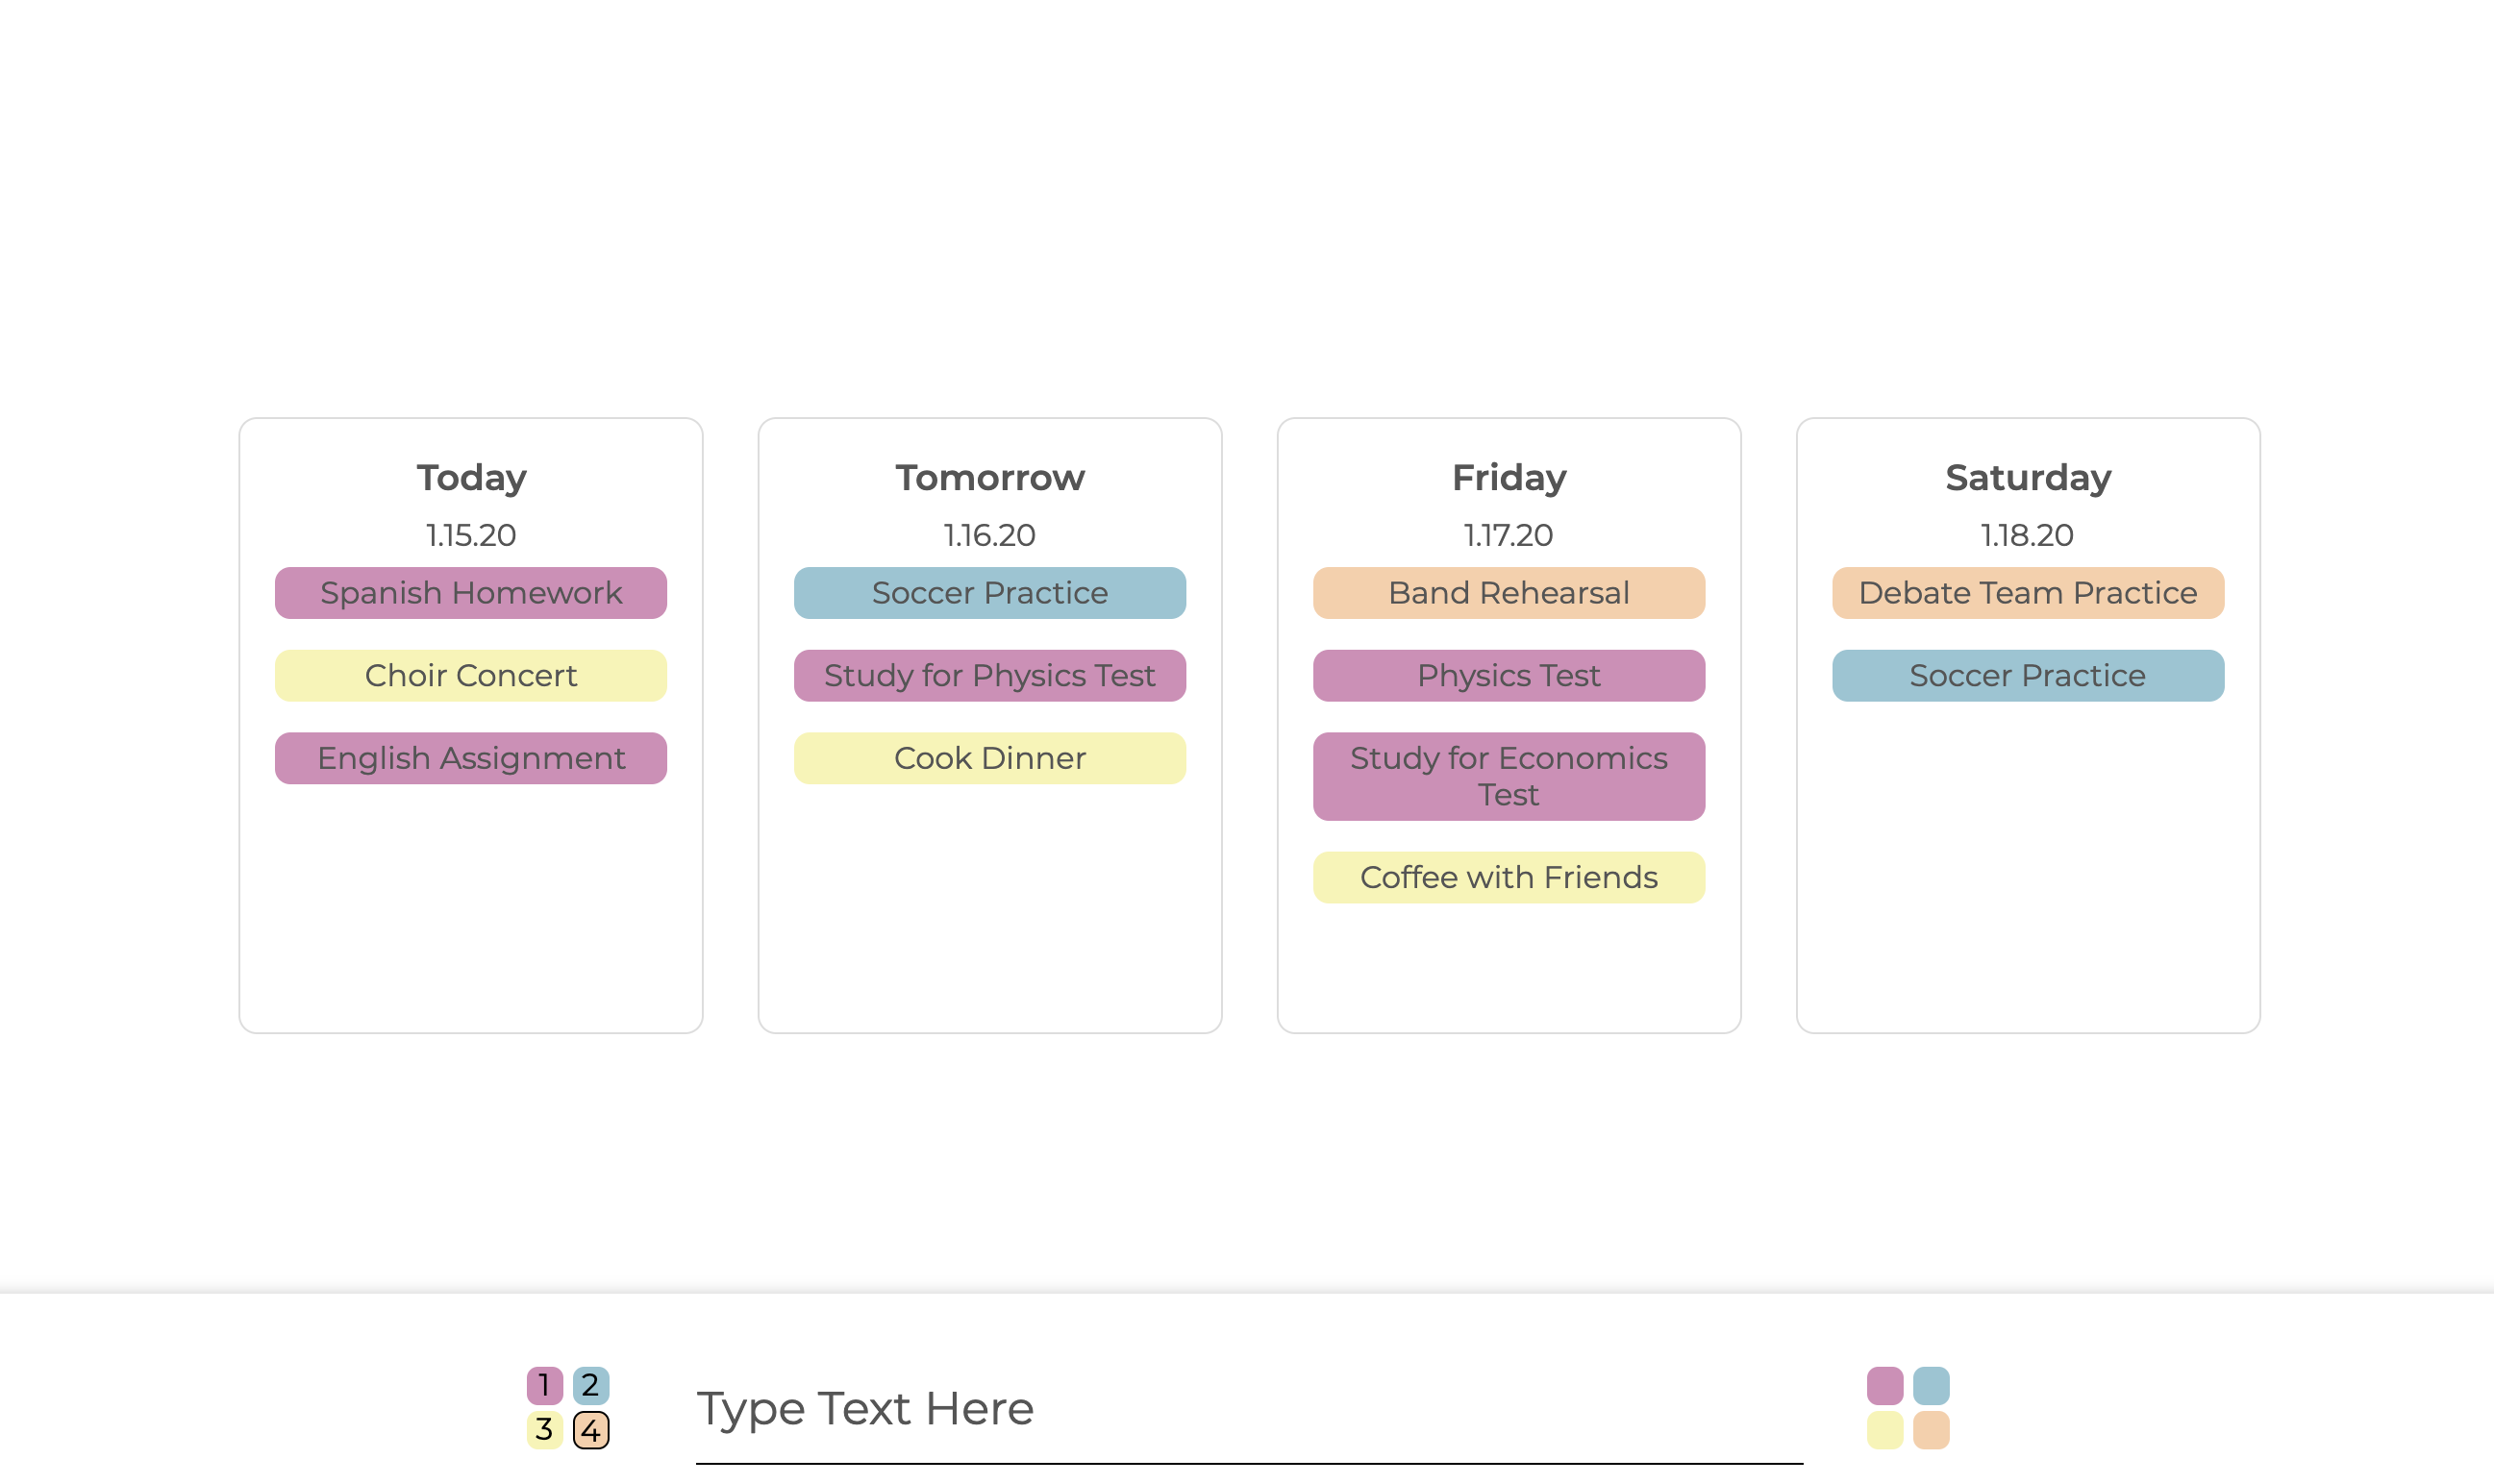 Today
1.15.20
Spanish Homework
Choir Concert
English Assignment
Tomorrow
1.16.20
Soccer Practice
Study for Physics Test
Cook Dinner
Friday
1.17.20
Band Rehearsal
Physics Test
Study for Economics
Test
Coffee with Friends
Saturday
1.18.20
Debate Team Practice
Soccer Practice
1 2
3 4
Type Text Here